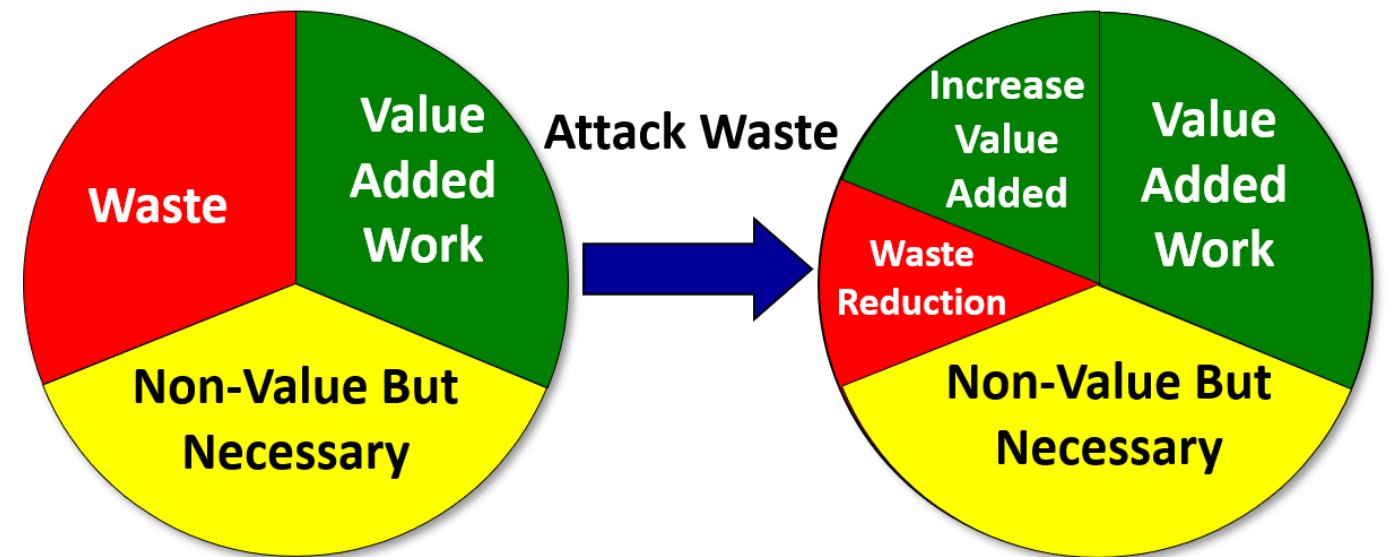 Waste
Value
Added
Work
Non-Value But
Necessary
Attack Waste
Increase
Value
Added
Value
Added
Work
Waste
Reduction
Non-Value But
Necessary